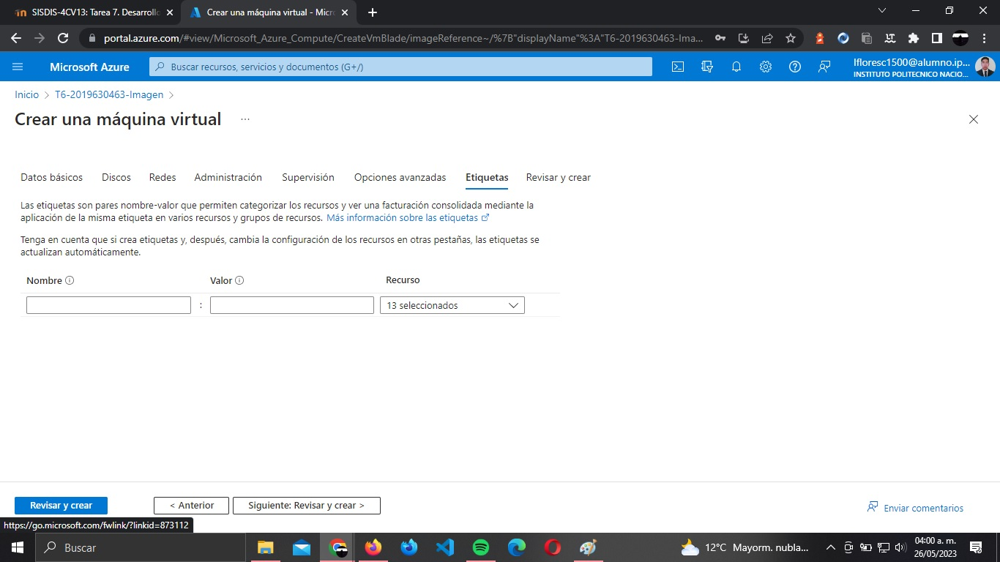 SISDIS-4CV13: Tarea 7. Desarroll
Crear una máquina virtual - Micr
portal.azure.com/#view/Microsoft_Azure_Compute/CreateVmBlade/imageReference~/%7B"displayName"%3A"T6-2019630463-Ima...
Microsoft Azure
Buscar recursos, servicios y documentos (G+/)
lfloresc1500@alumno.ip...
INSTITUTO POLITECNICO NACIO...
Inicio > T6-2019630463-Imagen >
Crear una máquina virtual ...
Datos básicos Discos Redes Administración Supervisión Opciones avanzadas Etiquetas Revisar y crear
Las etiquetas son pares nombre-valor que permiten categorizar los recursos y ver una facturación consolidada mediante la
aplicación de la misma etiqueta en varios recursos y grupos de recursos. Más información sobre las etiquetas
Tenga en cuenta que si crea etiquetas y, después, cambia la configuración de los recursos en otras pestañas, las etiquetas se
actualizan automáticamente.
Nombre Valor Recurso
: 13 seleccionados
Revisar y crear < Anterior Siguiente: Revisar y crear >
Enviar comentarios
https://go.microsoft.com/fwlink/?linkid=873112
Buscar
12°C Mayorm. nubla...
04:00 a. m.
26/05/2023